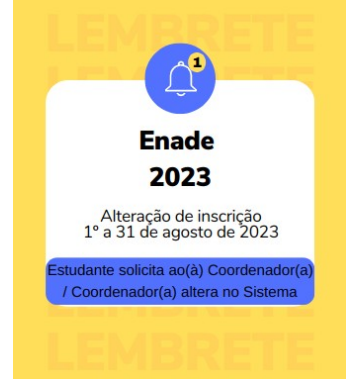 LEMBRETE
LEMBRETE
1
Enade
2023
Alteração de inscrição
1º a 31 de agosto de 2023
Estudante solicita ao(à) Coordenador(a)
/ Coordenador(a) altera no Sistema
LEMBRETE
LEMBRETE